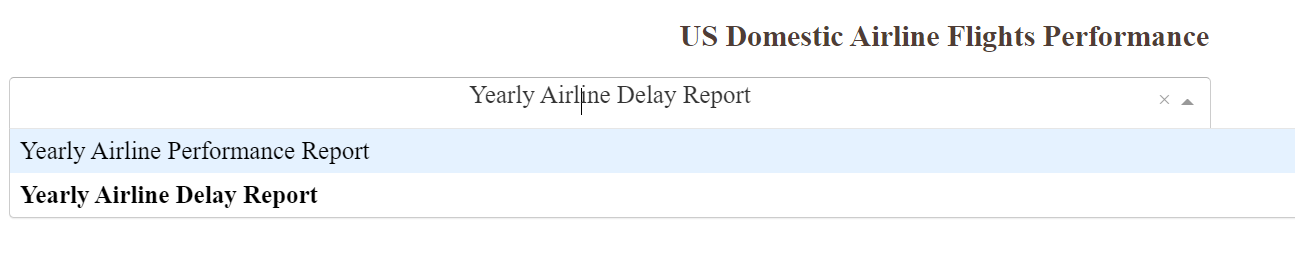 US Domestic Airline Flights Performance
Yearly Airline Delay Report
Yearly Airline Performance Report
Yearly Airline Delay Report